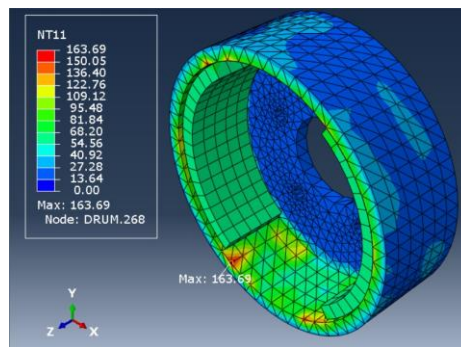 NT11
163.69
150.05
136.40
122.76
109.12
95.48
81.84
68.20
54.56
40.92
27.28
13.64
0.00
Max: 163.69
Node: DRUM.268
Max: 163.69
Y
Z
X